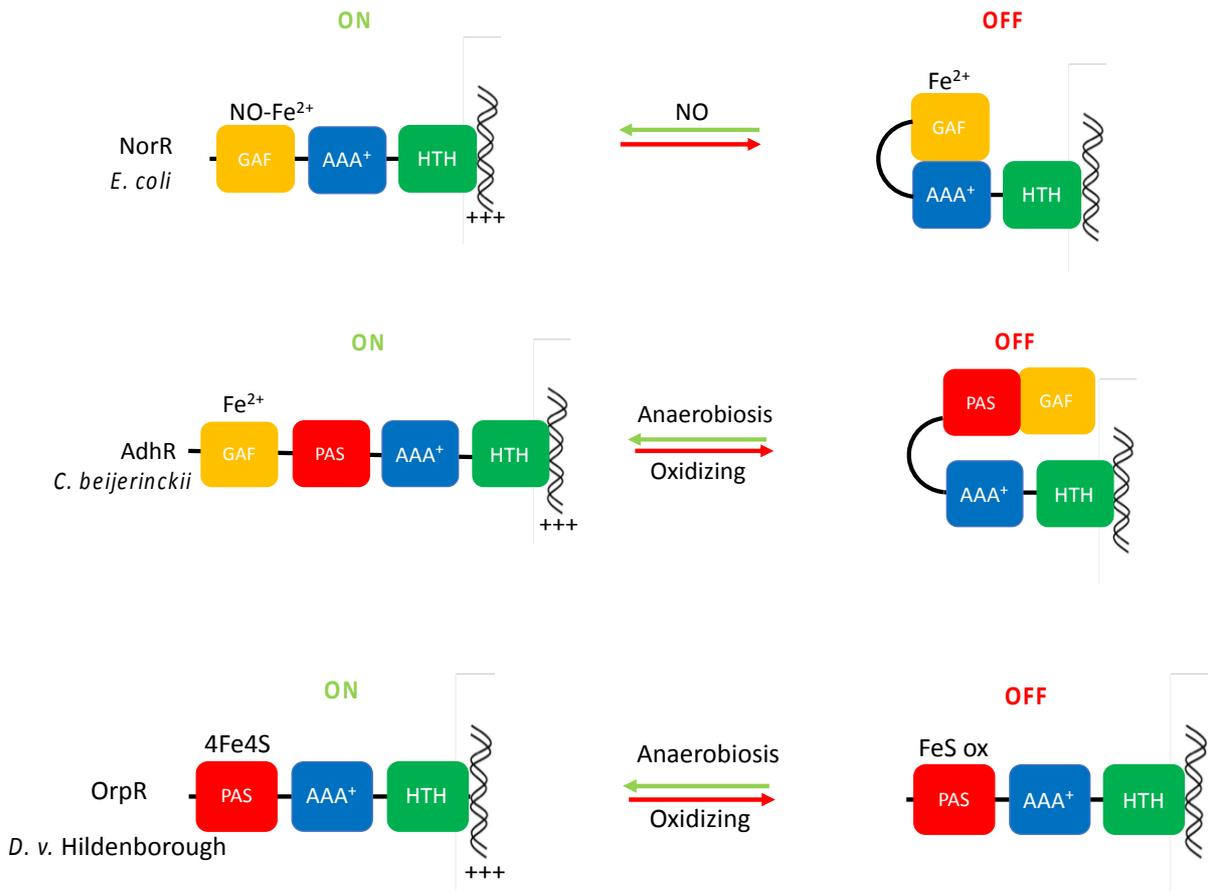 ON
OFF
NO-Fe²⁺
Fe²⁺
NorR
E. coli
GAF
AAA⁺
HTH
+++
NO
GAF
AAA⁺
HTH
ON
OFF
Fe²⁺
AdhR
C. beijerinckii
GAF
PAS
AAA⁺
HTH
+++
Anaerobiosis
Oxidizing
PAS
GAF
AAA⁺
HTH
ON
OFF
4Fe4S
OrpR
D. v. Hildenborough
PAS
AAA⁺
HTH
+++
Anaerobiosis
Oxidizing
FeS ox
PAS
AAA⁺
HTH